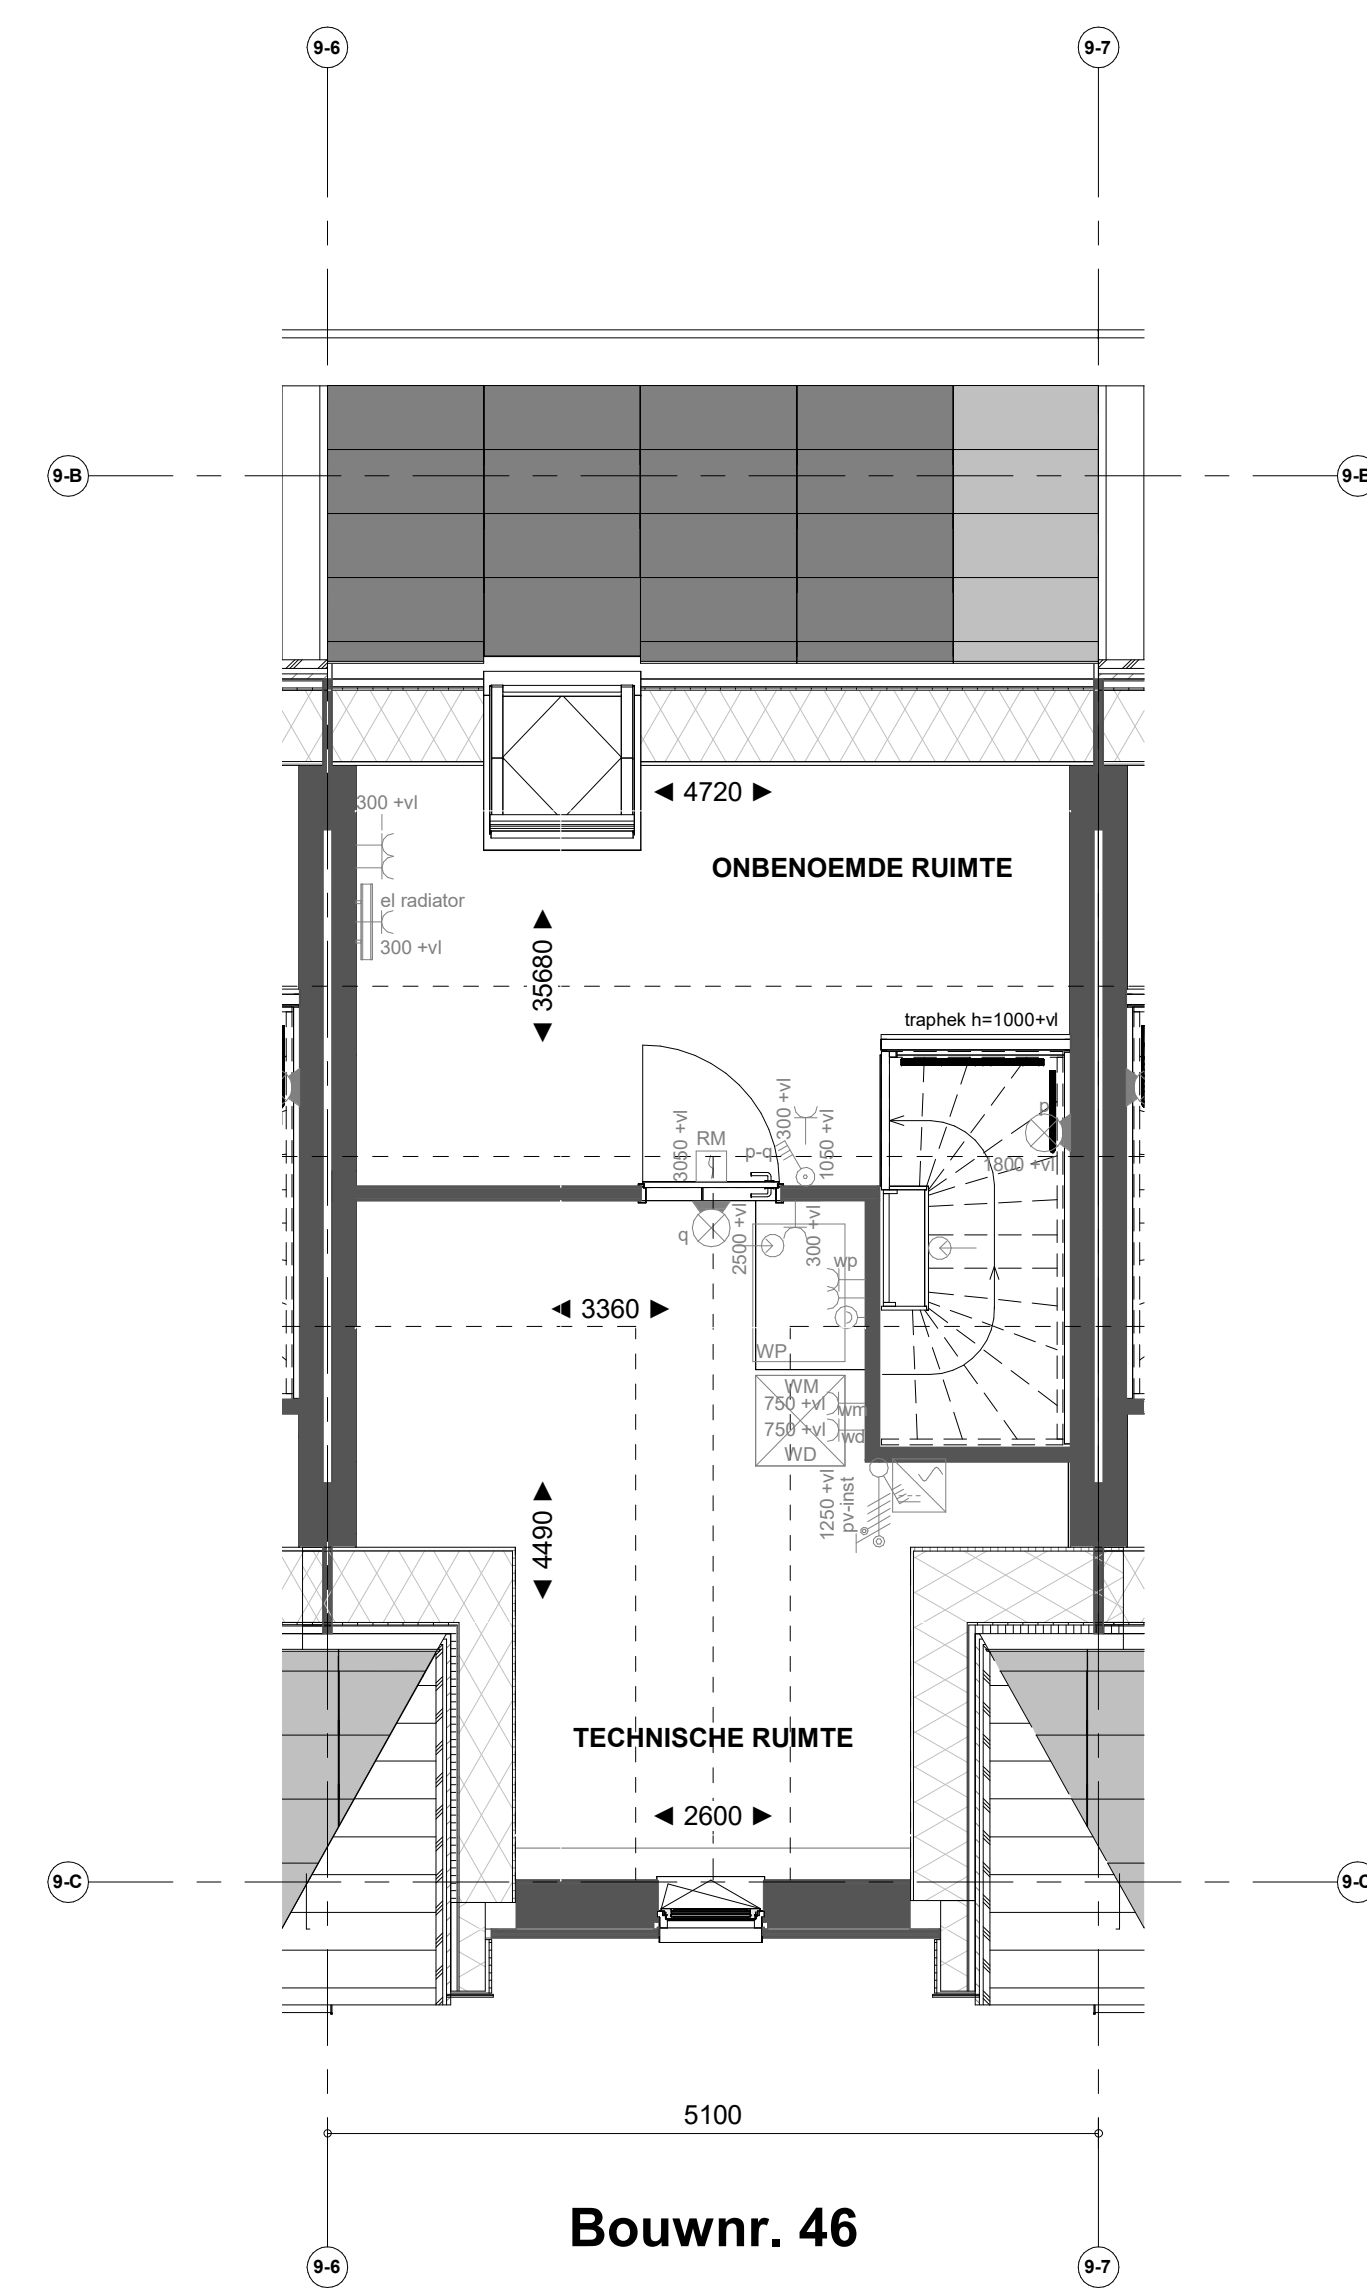 9-6
9-7
9-B
9-B
4720
300 +vl
ONBENOEMDE RUIMTE
el radiator
300 +vl
35680
traphek h=1000+vl
3050 +vl
RM
p-q
300 +vl
1050 +vl
p
1800 +vl
q
2500 +vl
300 +vl
wp
3360
WP
WM
750 +vl
wm
750 +vl
wd
WD
1250 +vl
pv-inst
4490
TECHNISCHE RUIMTE
2600
9-C
9-C
5100
Bouwnr. 46
9-6
9-7